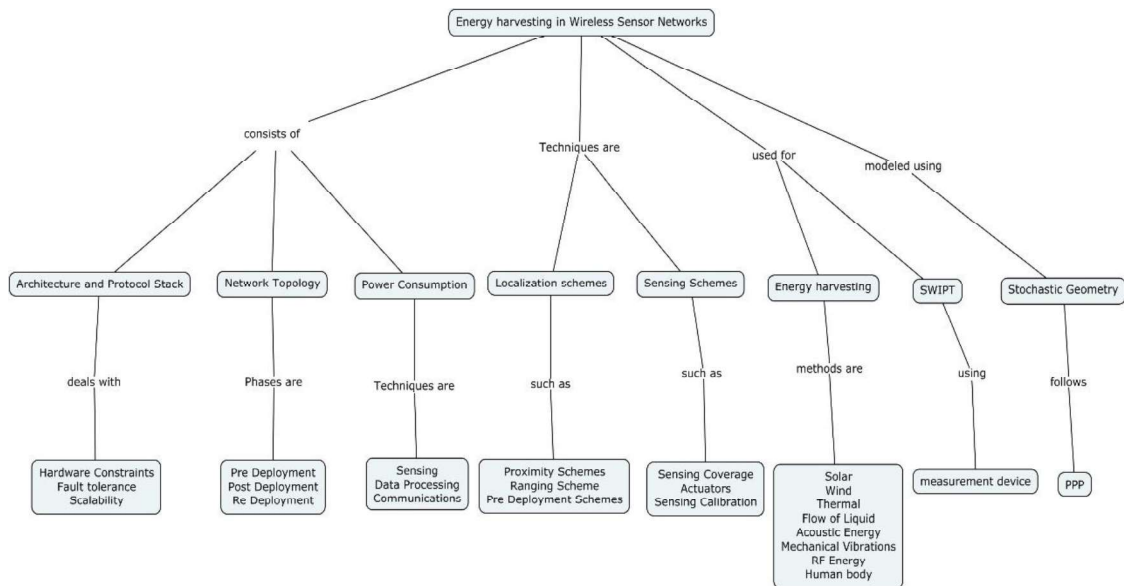 Energy harvesting in Wireless Sensor Networks
consists of
Techniques are
used for
modeled using
Architecture and Protocol Stack
Network Topology
Power Consumption
Localization schemes
Sensing Schemes
Energy harvesting
SWIPT
Stochastic Geometry
deals with
Phases are
Techniques are
such as
such as
methods are
using
follows
Hardware Constraints
Fault tolerance
Scalability
Pre Deployment
Post Deployment
Re Deployment
Sensing
Data Processing
Communications
Proximity Schemes
Ranging Scheme
Pre Deployment Schemes
Sensing Coverage
Actuators
Sensing Calibration
Solar
Wind
Thermal
Flow of Liquid
Acoustic Energy
Mechanical Vibrations
RF Energy
Human body
measurement device
PPP